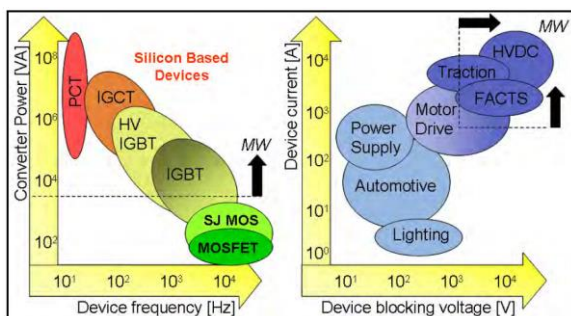 Converter Power [VA]
10⁸
10⁶
10⁴
10²
Silicon Based
Devices
PCT
IGCT
HV
IGBT
IGBT
MW
SJ MOS
MOSFET
10¹ 10² 10³ 10⁴
Device frequency [Hz]
Device current [A]
10⁴
10³
10²
10¹
10⁰
MW
HVDC
Traction
FACTS
Motor
Drive
Power
Supply
Automotive
Lighting
10¹ 10² 10³ 10⁴
Device blocking voltage [V]